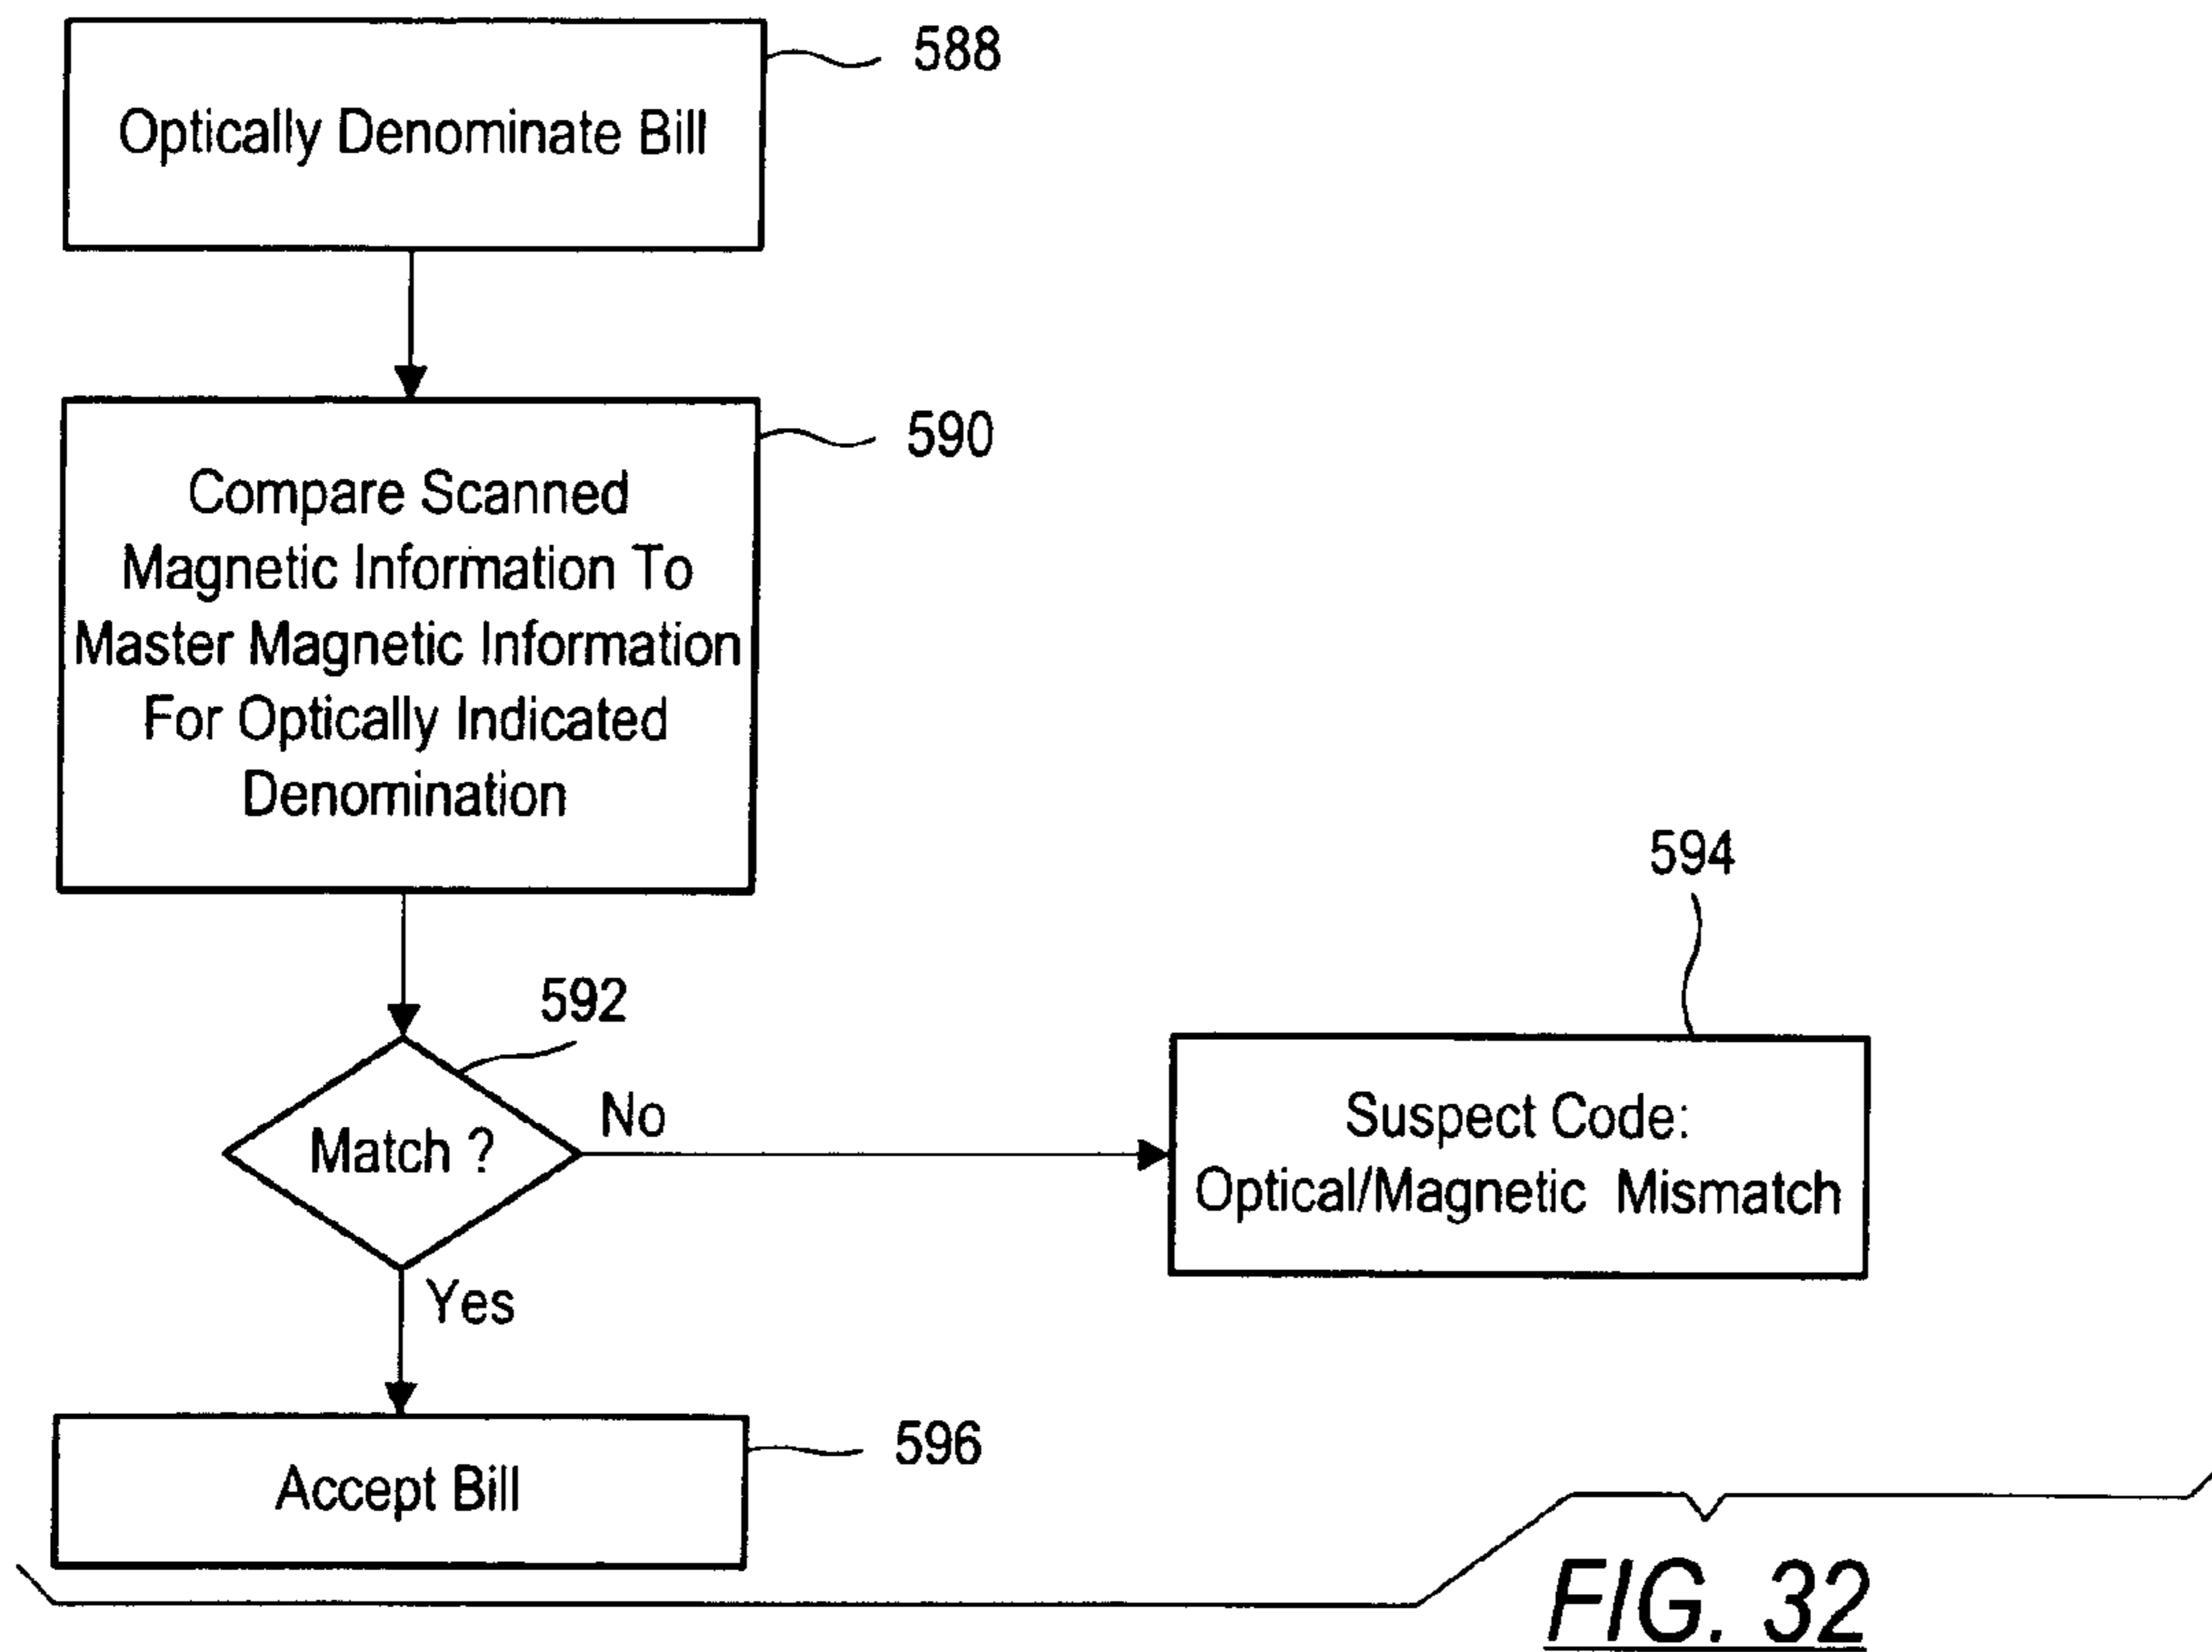 588
Optically Denominate Bill
590
Compare Scanned
Magnetic Information To
Master Magnetic Information
For Optically Indicated
Denomination
594
592
No
Match ?
Suspect Code:
Optical/Magnetic Mismatch
Yes
596
Accept Bill
FIG. 32